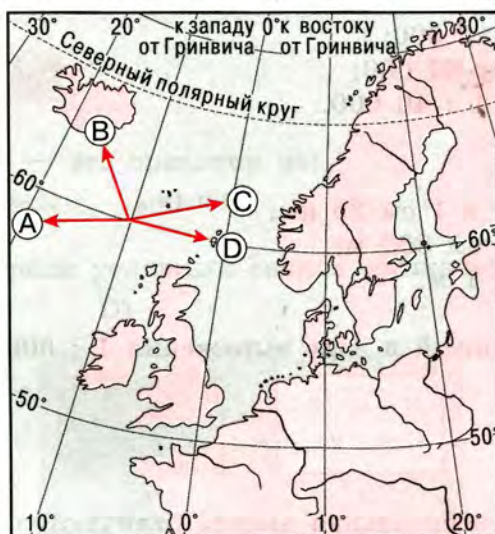 30° 20° к западу 0° к востоку
от Гринвича от Гринвича
Северный полярный круг
B
60°
A
C
D
60°
50°
50°
10° 0° 10° 20°